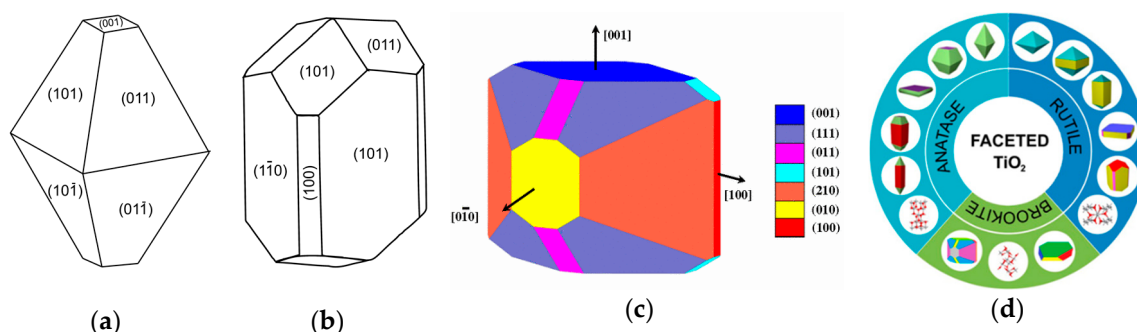 (001)
(101)
(011)
(101̄)
(011̄)
(a)
(011)
(101)
(11̄0)
(100)
(101)
(b)
[001]
[01̄0]
[100]
(001)
(111)
(011)
(101)
(210)
(010)
(100)
(c)
ANATASE
RUTILE
BROOKITE
FACETED
TiO₂
(d)